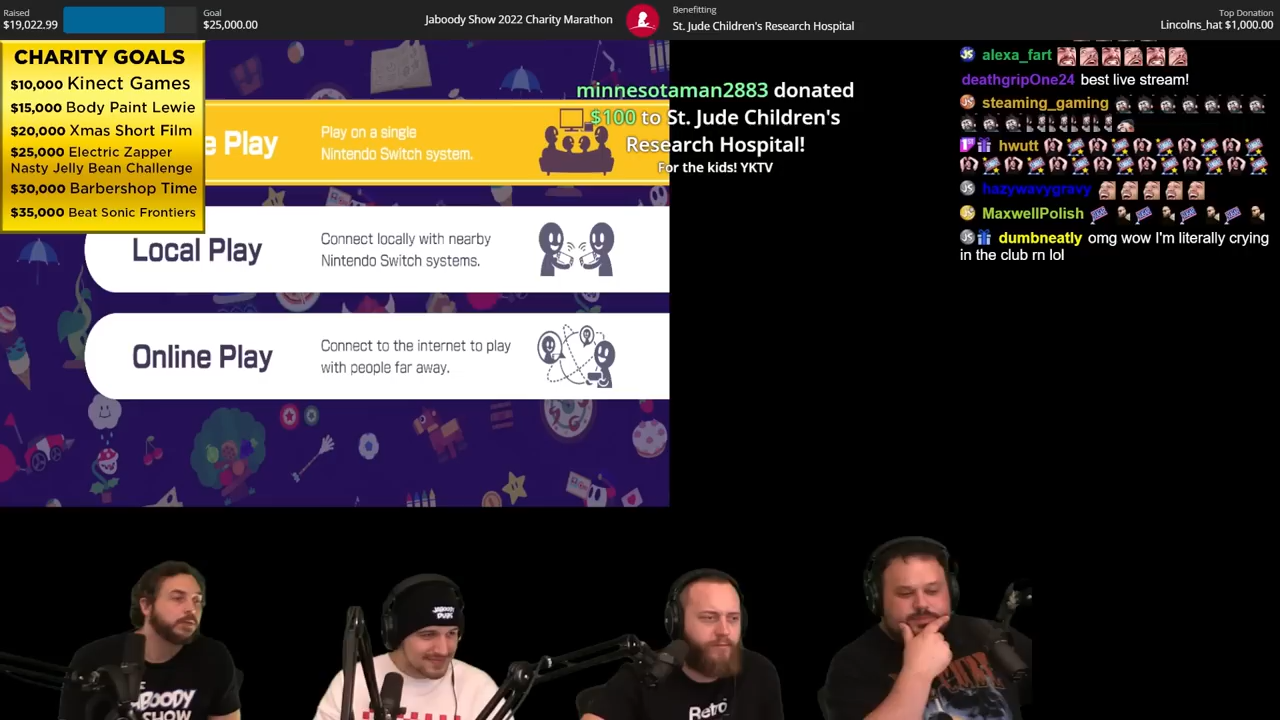 Raised
$19,022.99
Goal
$25,000.00
Jaboody Show 2022 Charity Marathon
Benefitting
St. Jude Children's Research Hospital
Top Donation
Lincolns_hat $1,000.00
CHARITY GOALS
$10,000 Kinect Games
$15,000 Body Paint Lewie
$20,000 Xmas Short Film
$25,000 Electric Zapper
Nasty Jelly Bean Challenge
$30,000 Barbershop Time
$35,000 Beat Sonic Frontiers
e Play
Play on a single
Nintendo Switch system.
Local Play
Connect locally with nearby
Nintendo Switch systems.
Online Play
Connect to the internet to play
with people far away.
minnesotaman2883 donated
$100 to St. Jude Children's
Research Hospital!
For the kids! YKTV
alexa_fart
deathgripOne24 best live stream!
steaming_gaming
hwutt
hazywavygravy
MaxwellPolish
dumbneatly omg wow I'm literally crying
in the club rn lol
JABOODY
DUBS
ABOODY
SHOW
Retro